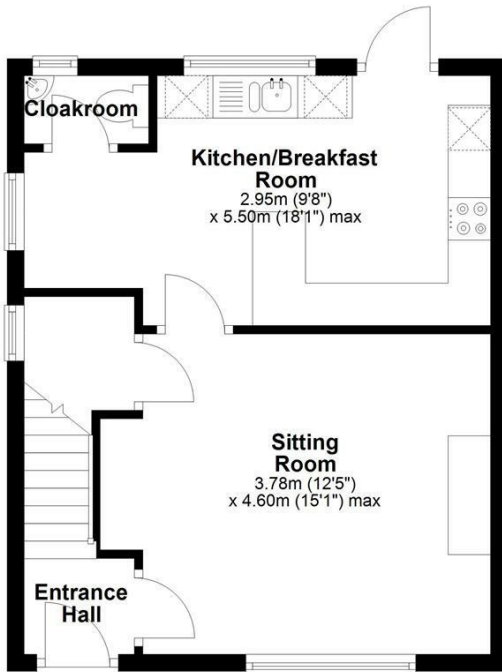 Cloakroom
Kitchen/Breakfast
Room
2.95m (9'8")
x 5.50m (18'1") max
Sitting
Room
3.78m (12'5")
x 4.60m (15'1") max
Entrance
Hall